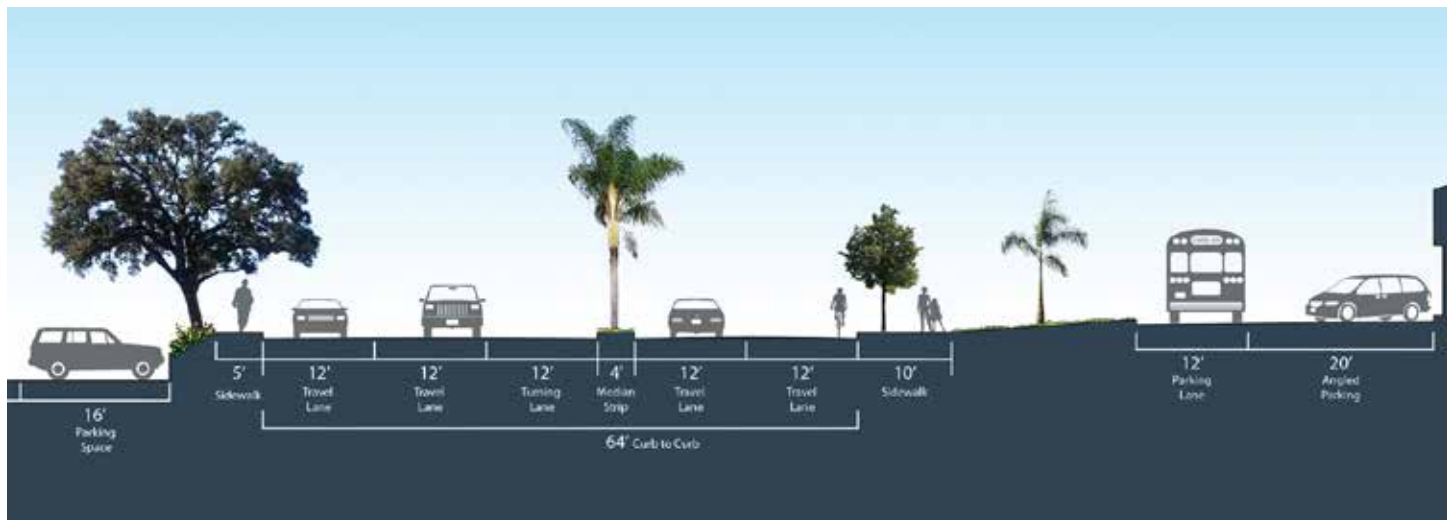 5’
Sidewalk
12’
Travel
Lane
12’
Travel
Lane
12’
Turning
Lane
4’
Median
Strip
12’
Travel
Lane
12’
Travel
Lane
10’
Sidewalk
12’
Parking
Lane
20’
Angled
Parking
16’
Parking
Space
64’ Curb to Curb